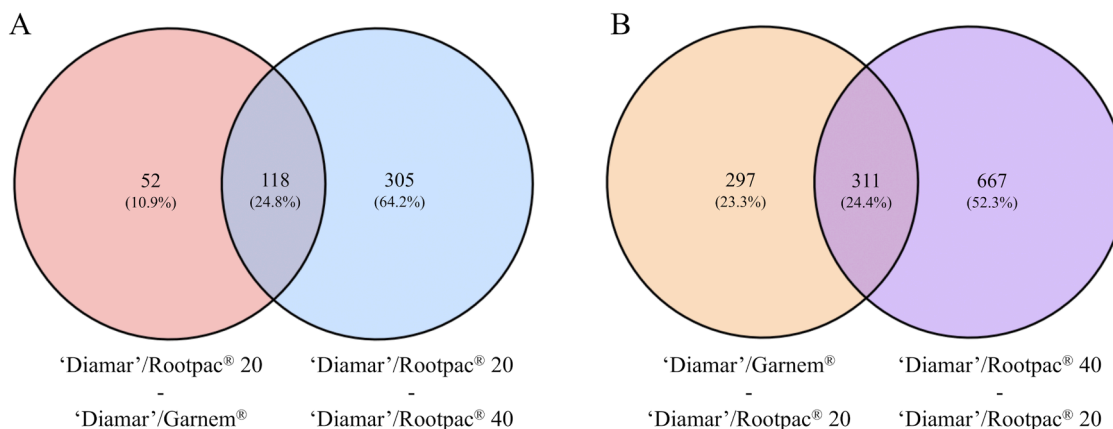 A
B
52
118
305
(10.9%)
(24.8%)
(64.2%)
297
311
667
(23.3%)
(24.4%)
(52.3%)
‘Diamar’/Rootpac® 20
-
‘Diamar’/Garnem®
‘Diamar’/Rootpac® 20
-
‘Diamar’/Rootpac® 40
‘Diamar’/Garnem®
-
‘Diamar’/Rootpac® 20
‘Diamar’/Rootpac® 40
-
‘Diamar’/Rootpac® 20